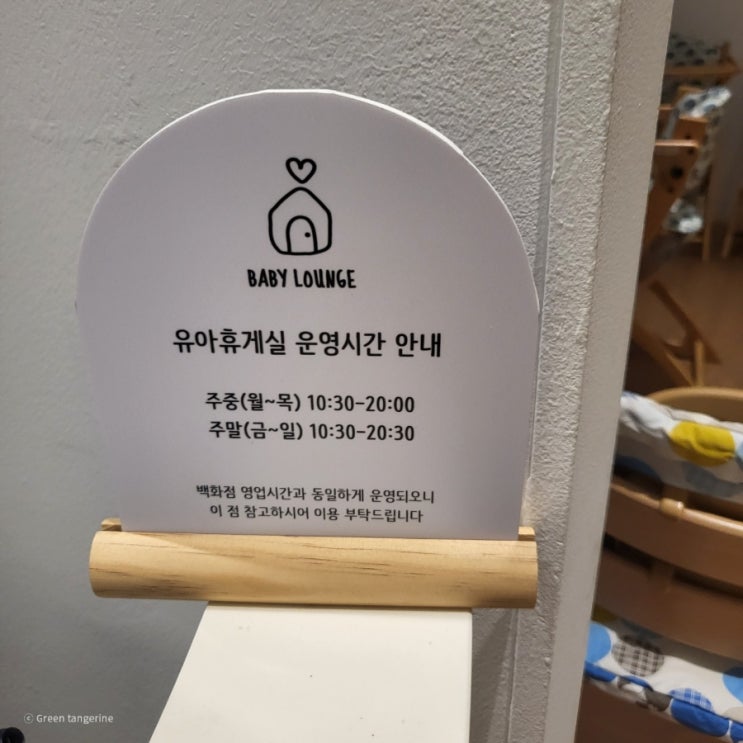 BABY LOUNGE
유아휴게실 운영시간 안내
주중(월~목) 10:30-20:00
주말(금~일) 10:30-20:30
백화점 영업시간과 동일하게 운영되오니
이 점 참고하시어 이용 부탁드립니다
ⓒ Green tangerine